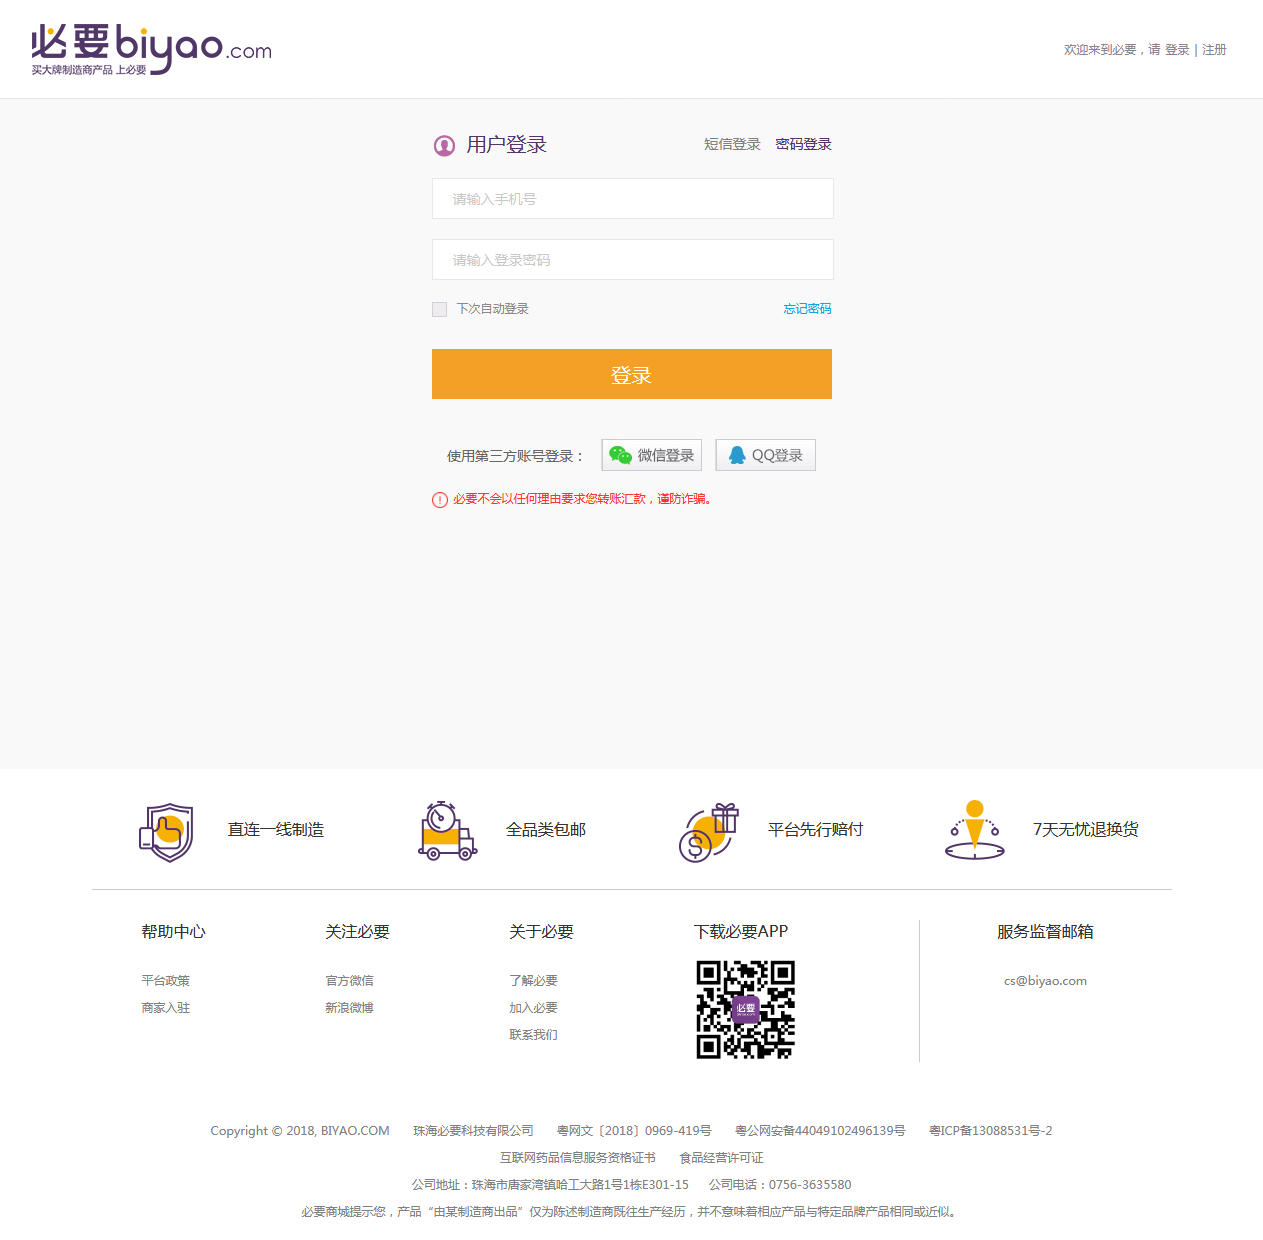 必要biyao.com
买大牌制造商产品 上必要
欢迎来到必要，请 登录 | 注册
用户登录
短信登录 密码登录
请输入手机号
请输入登录密码
下次自动登录 忘记密码
登录
使用第三方账号登录： 微信登录 QQ登录
必要不会以任何理由要求您转账汇款，谨防诈骗。
直连一线制造 全品类包邮 平台先行赔付 7天无忧退换货
帮助中心 关注必要 关于必要 下载必要APP 服务监督邮箱
平台政策 官方微信 了解必要 cs@biyao.com
商家入驻 新浪微博 加入必要 必要
联系我们
Copyright © 2018, BIYAO.COM 珠海必要科技有限公司 粤网文〔2018〕0969-419号 粤公网安备44049102496139号 粤ICP备13088531号-2
互联网药品信息服务资格证书 食品经营许可证
公司地址：珠海市唐家湾镇哈工大路1号1栋E301-15 公司电话：0756-3635580
必要商城提示您，产品“由某制造商出品”仅为陈述制造商既往生产经历，并不意味着相应产品与特定品牌产品相同或近似。